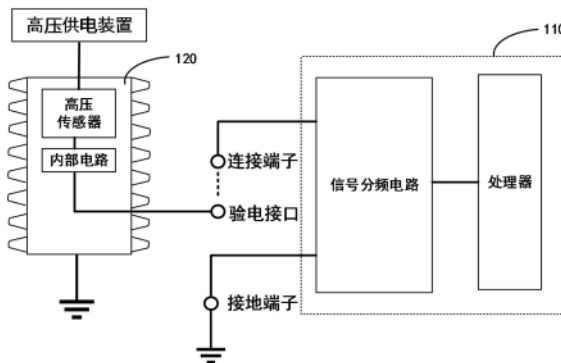 高压供电装置
120
110
高压
传感器
内部电路
连接端子
验电接口
接地端子
信号分频电路
处理器